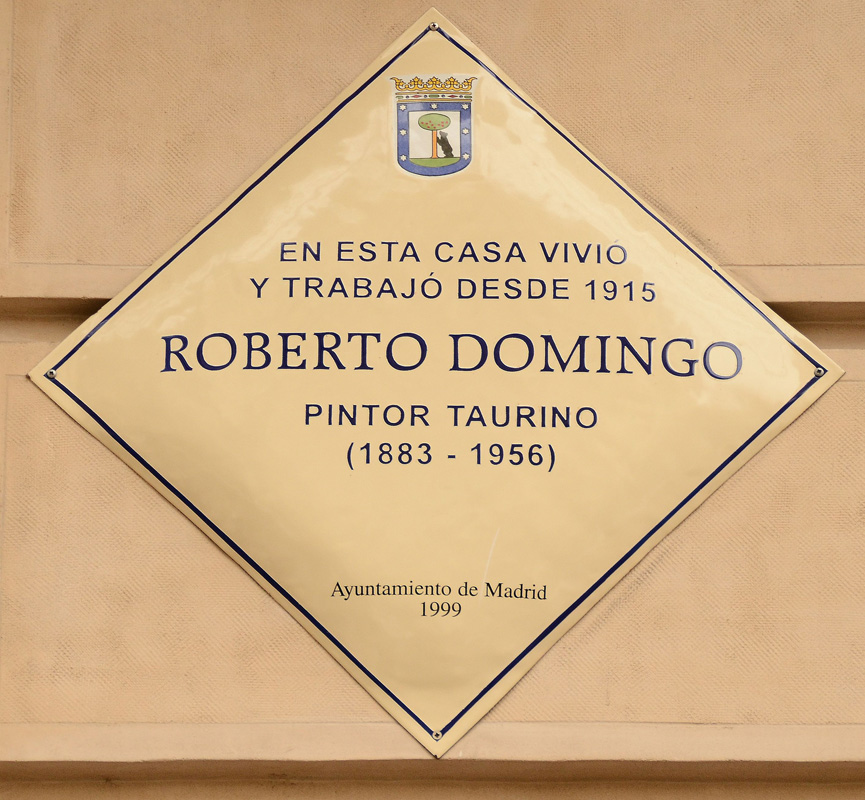 EN ESTA CASA VIVIÓ
Y TRABAJÓ DESDE 1915
ROBERTO DOMINGO
PINTOR TAURINO
(1883 - 1956)
Ayuntamiento de Madrid
1999